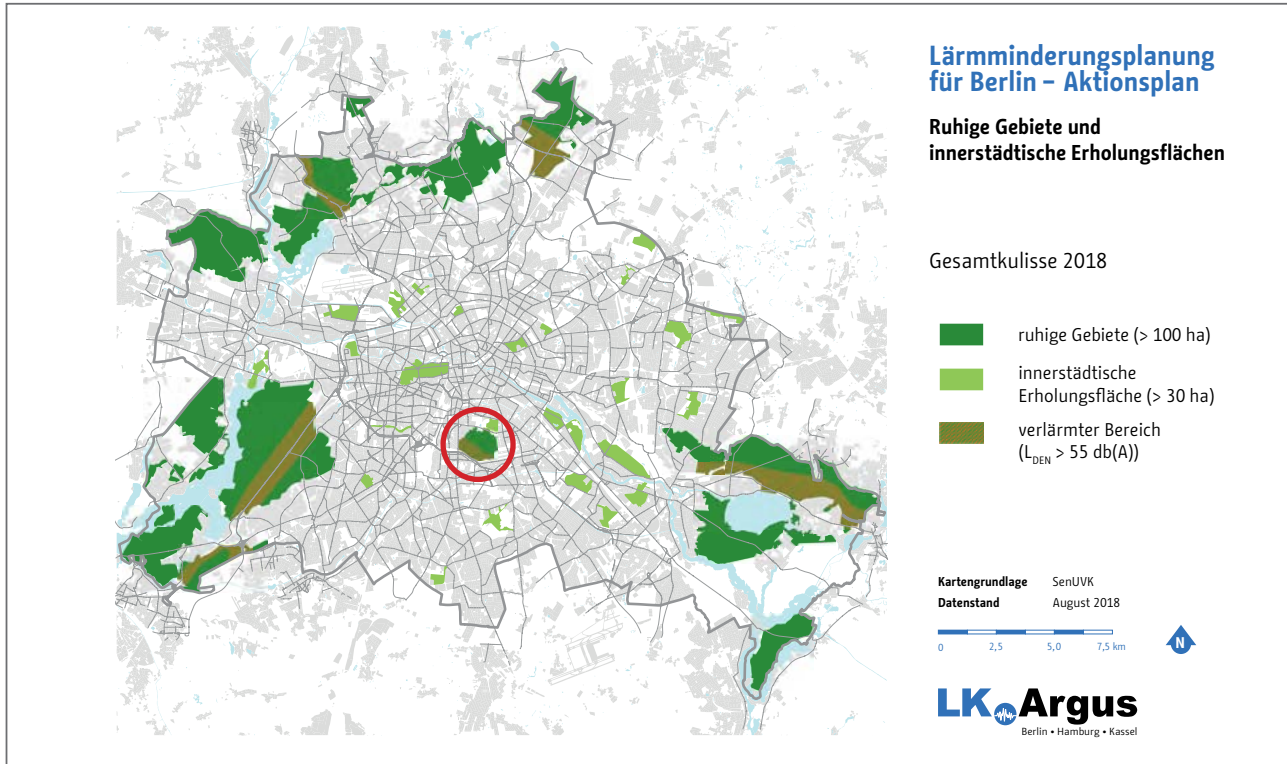 Lärmminderungsplanung
für Berlin – Aktionsplan
Ruhige Gebiete und
innerstädtische Erholungsflächen
Gesamtkulisse 2018
ruhige Gebiete (> 100 ha)
innerstädtische
Erholungsfläche (> 30 ha)
verlärmter Bereich
(L_DEN > 55 db(A))
Kartengrundlage SenUVK
Datenstand August 2018
0 2,5 5,0 7,5 km
N
LK Argus
Berlin • Hamburg • Kassel